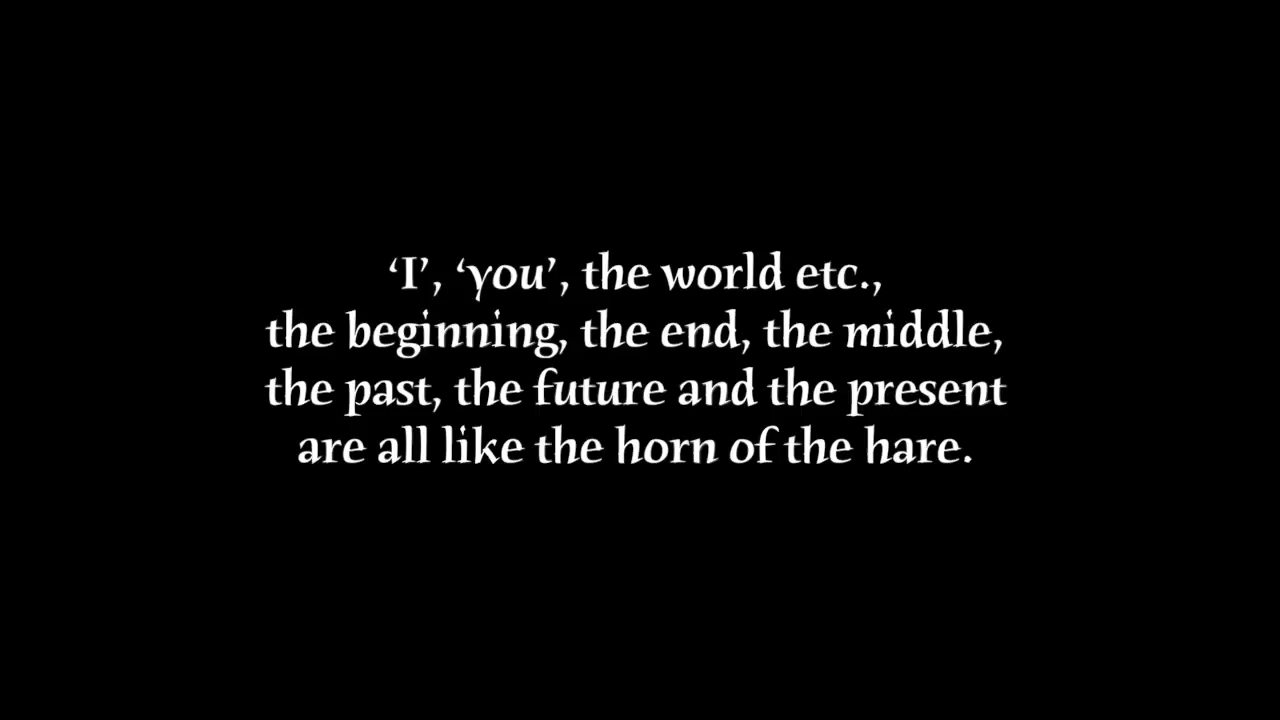 ‘I’, ‘you’, the world etc.,
the beginning, the end, the middle,
the past, the future and the present
are all like the horn of the hare.